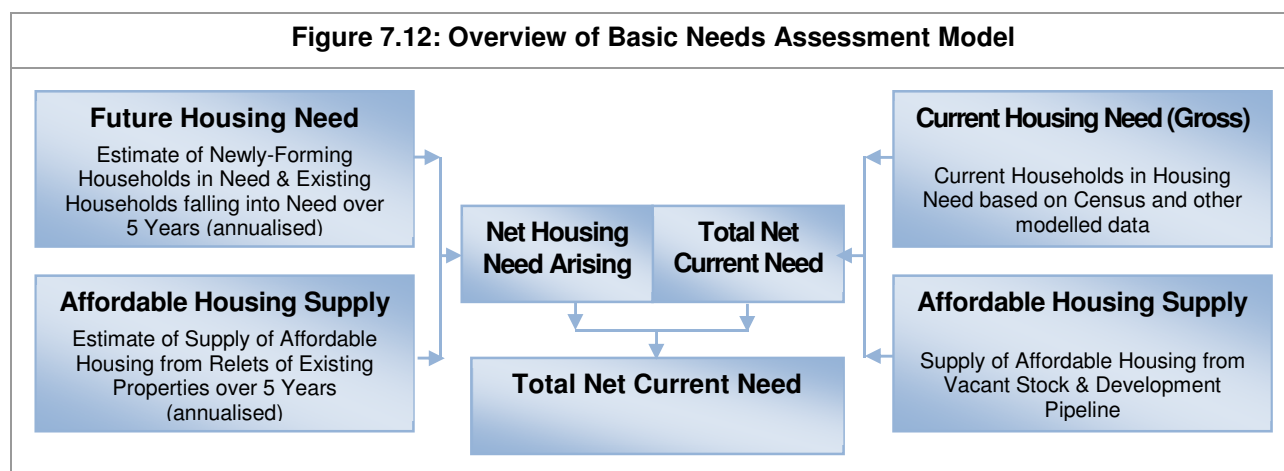 Figure 7.12: Overview of Basic Needs Assessment Model
Future Housing Need
Estimate of Newly-Forming
Households in Need & Existing
Households falling into Need over
5 Years (annualised)
Affordable Housing Supply
Estimate of Supply of Affordable
Housing from Relets of Existing
Properties over 5 Years
(annualised)
Net Housing
Need Arising
Total Net
Current Need
Total Net Current Need
Current Housing Need (Gross)
Current Households in Housing
Need based on Census and other
modelled data
Affordable Housing Supply
Supply of Affordable Housing from
Vacant Stock & Development
Pipeline